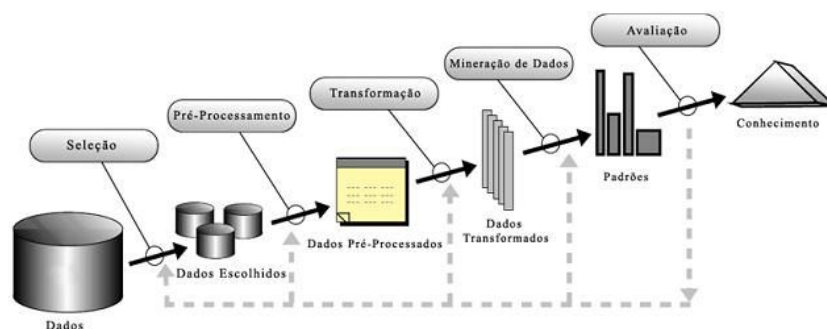 Avaliação
Mineração de Dados
Transformação
Pré-Processamento
Seleção
Conhecimento
Padrões
Dados
Transformados
Dados Pré-Processados
Dados Escolhidos
Dados